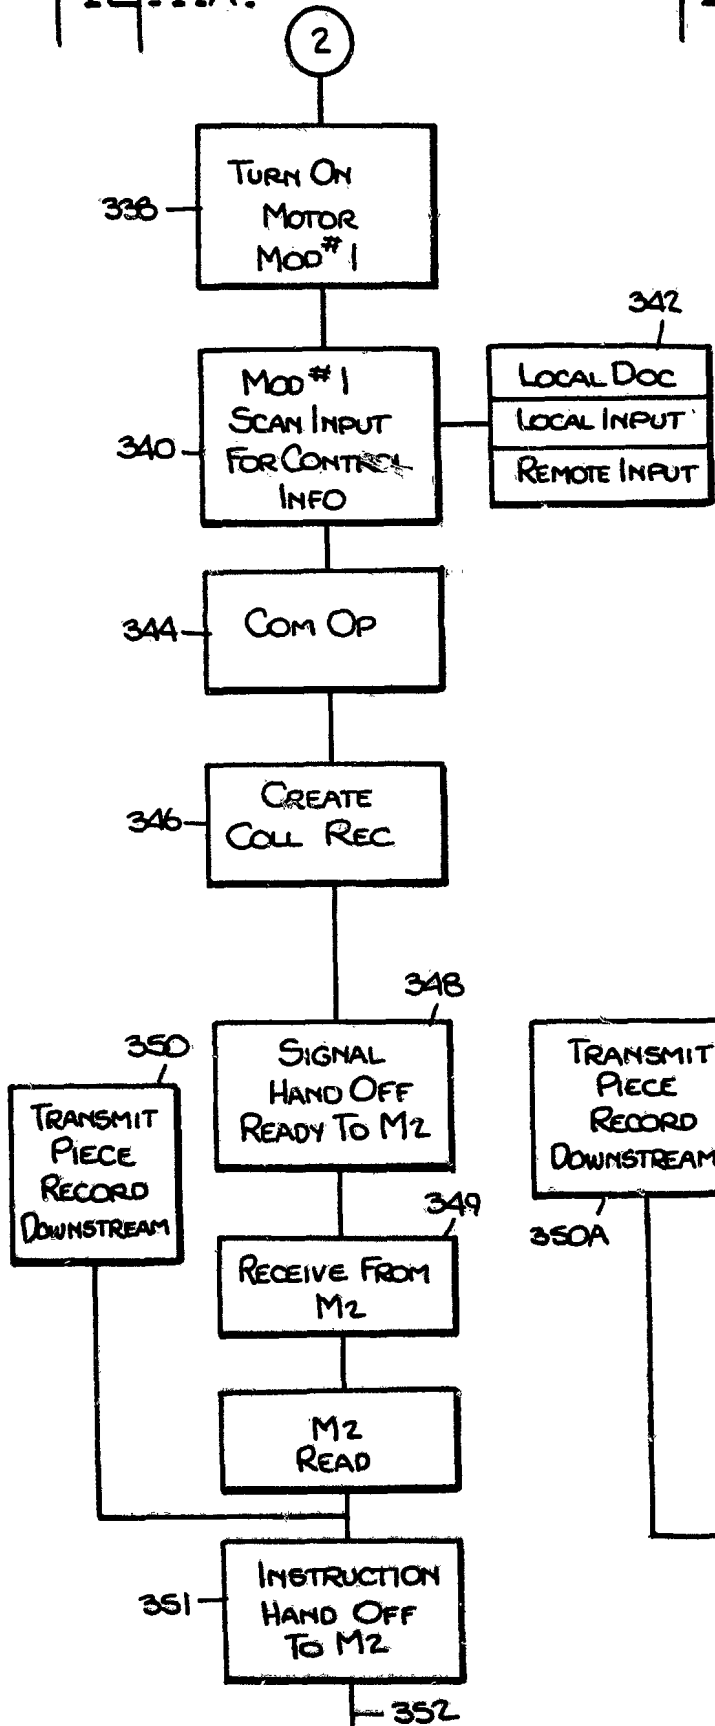 2
TURN ON
MOTOR
MOD #1
338
342
MOD #1
SCAN INPUT
FOR CONTROL
INFO
340
LOCAL DOC
LOCAL INPUT
REMOTE INPUT
344
COM OP
346
CREATE
COLL REC
348
SIGNAL
HAND OFF
READY TO M2
350
TRANSMIT
PIECE
RECORD
DOWNSTREAM
TRANSMIT
PIECE
RECORD
DOWNSTREAM
350A
349
RECEIVE FROM
M2
M2
READ
351
INSTRUCTION
HAND OFF
TO M2
352